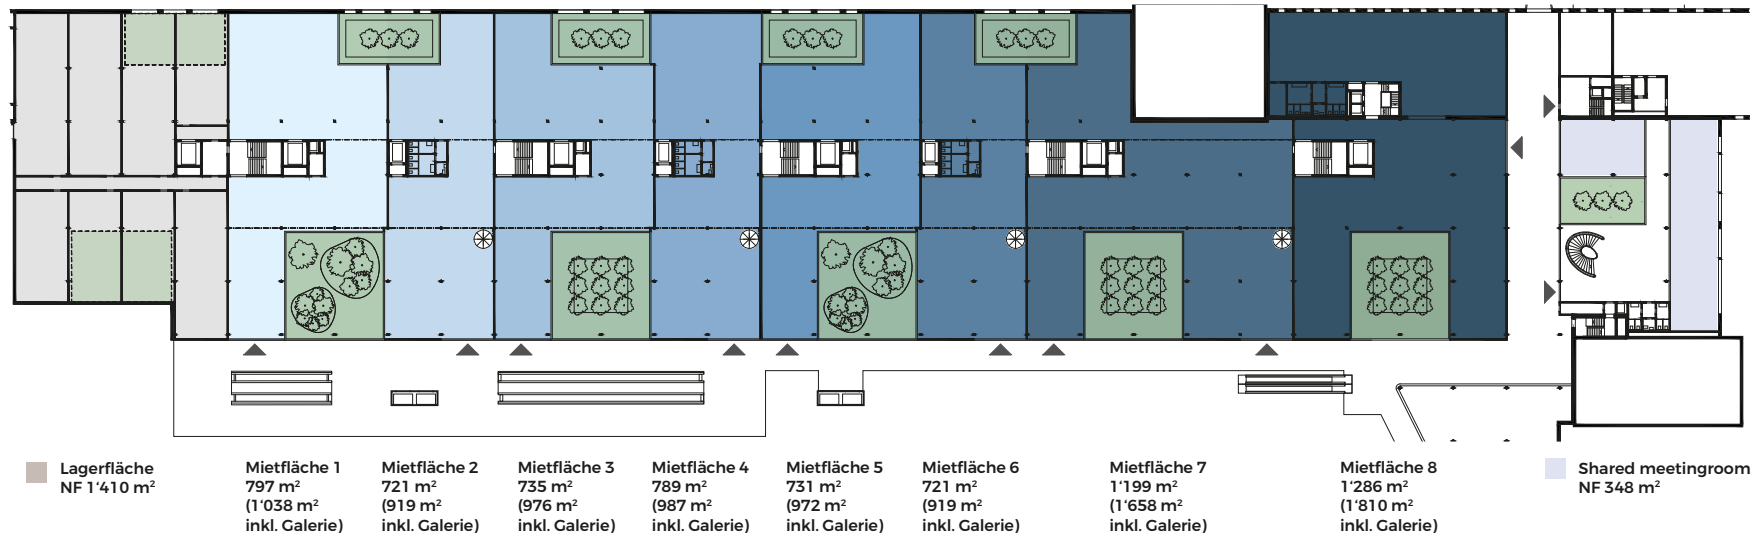 Lagerfläche
NF 1‘410 m²
Mietfläche 1
797 m²
(1‘038 m²
inkl. Galerie)
Mietfläche 2
721 m²
(919 m²
inkl. Galerie)
Mietfläche 3
735 m²
(976 m²
inkl. Galerie)
Mietfläche 4
789 m²
(987 m²
inkl. Galerie)
Mietfläche 5
731 m²
(972 m²
inkl. Galerie)
Mietfläche 6
721 m²
(919 m²
inkl. Galerie)
Mietfläche 7
1‘199 m²
(1‘658 m²
inkl. Galerie)
Mietfläche 8
1‘286 m²
(1‘810 m²
inkl. Galerie)
Shared meetingroom
NF 348 m²